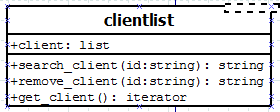 clientlist
+client: list
+search_client(id:string): string
+remove_client(id:string): string
+get_client(): iterator